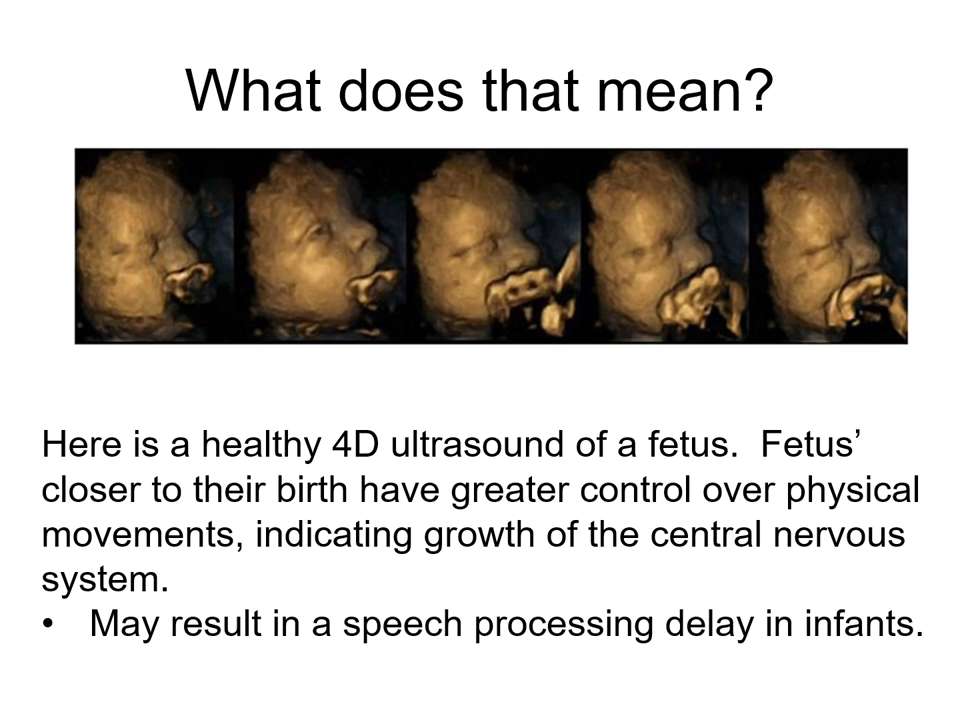 What does that mean?
Here is a healthy 4D ultrasound of a fetus.  Fetus’
closer to their birth have greater control over physical
movements, indicating growth of the central nervous
system.
• May result in a speech processing delay in infants.